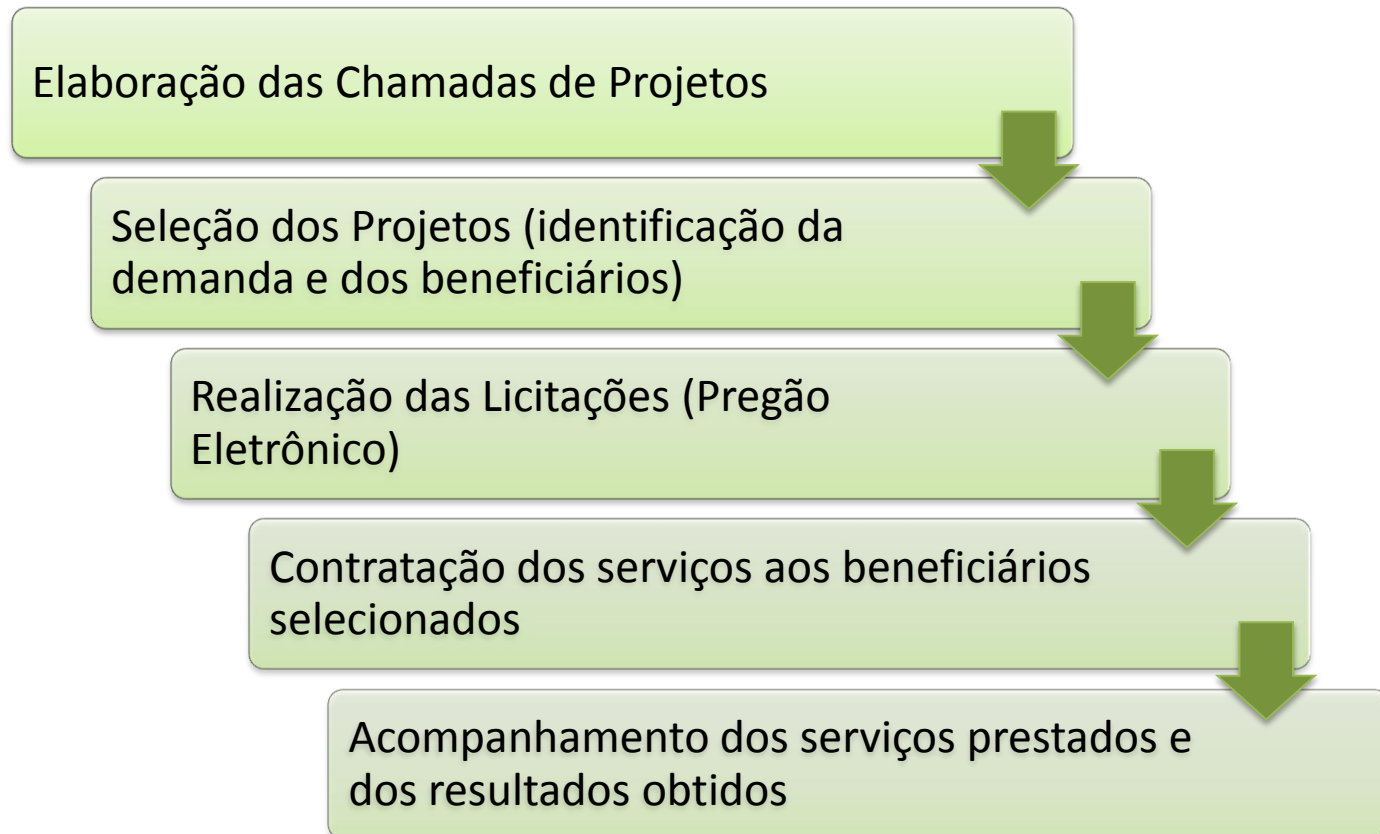 Elaboração das Chamadas de Projetos
Seleção dos Projetos (identificação da
demanda e dos beneficiários)
Realização das Licitações (Pregão
Eletrônico)
Contratação dos serviços aos beneficiários
selecionados
Acompanhamento dos serviços prestados e
dos resultados obtidos